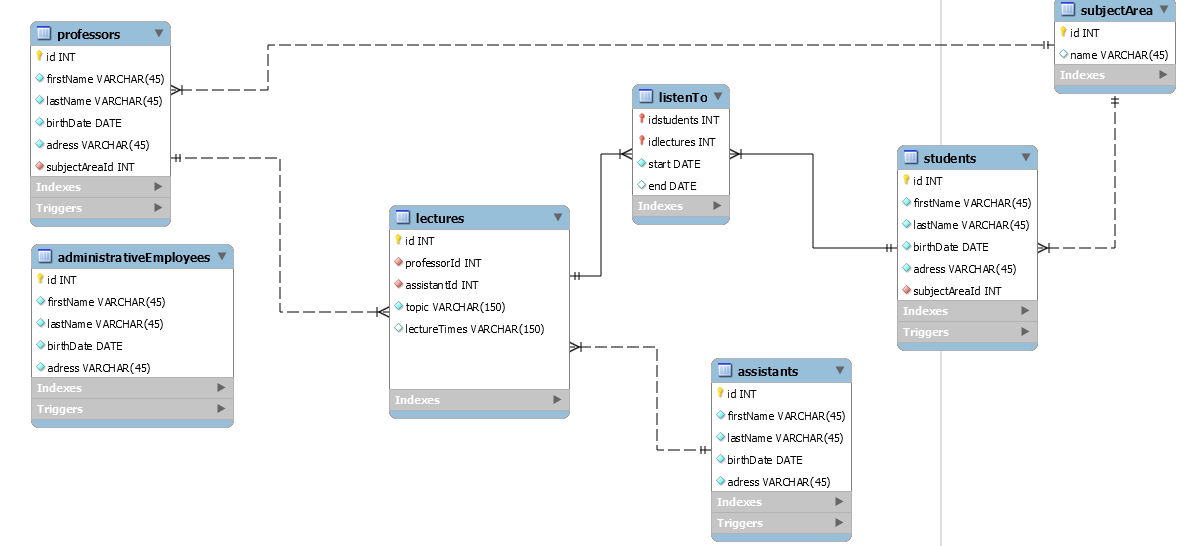 professors
id INT
firstName VARCHAR(45)
lastName VARCHAR(45)
birthDate DATE
adress VARCHAR(45)
subjectAreaId INT
Indexes
Triggers
administrativeEmployees
id INT
firstName VARCHAR(45)
lastName VARCHAR(45)
birthDate DATE
adress VARCHAR(45)
Indexes
Triggers
lectures
id INT
professorId INT
assistantId INT
topic VARCHAR(150)
lectureTimes VARCHAR(150)
Indexes
listenTo
idstudents INT
idlectures INT
start DATE
end DATE
Indexes
assistants
id INT
firstName VARCHAR(45)
lastName VARCHAR(45)
birthDate DATE
adress VARCHAR(45)
Indexes
Triggers
students
id INT
firstName VARCHAR(45)
lastName VARCHAR(45)
birthDate DATE
adress VARCHAR(45)
subjectAreaId INT
Indexes
Triggers
subjectArea
id INT
name VARCHAR(45)
Indexes